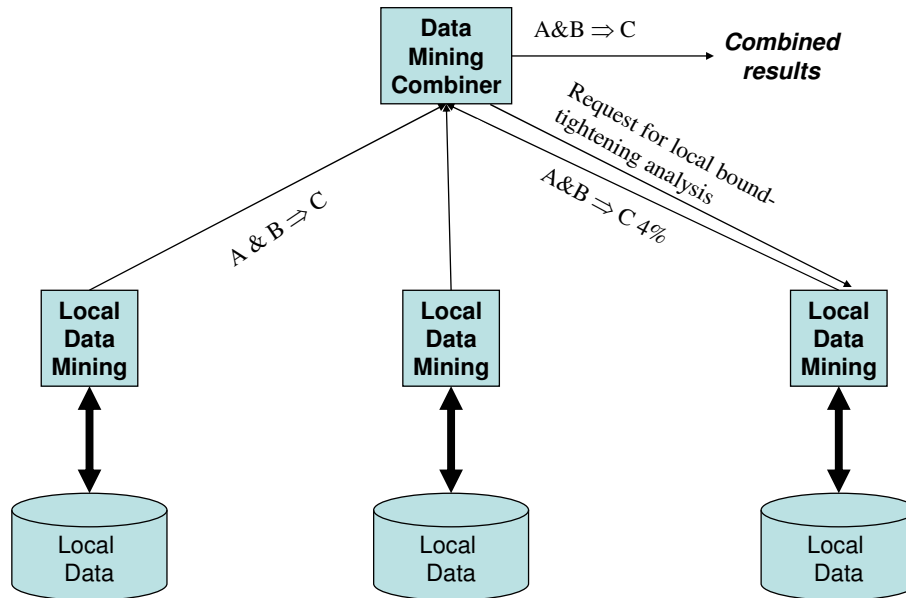 Data
Mining
Combiner
A&B ⇒ C
Combined
results
Request for local bound-
tightening analysis
A&B ⇒ C 4%
A & B ⇒ C
Local
Data
Mining
Local
Data
Mining
Local
Data
Mining
Local
Data
Local
Data
Local
Data